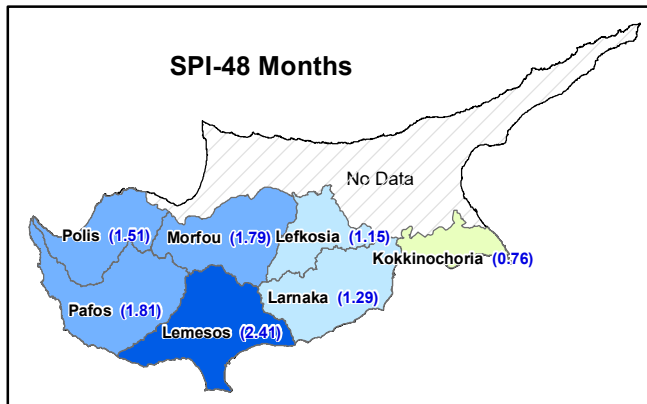 SPI-48 Months
No Data
Polis (1.51)
Morfou (1.79)
Lefkosia (1.15)
Kokkinochoria (0.76)
Pafos (1.81)
Larnaka (1.29)
Lemesos (2.41)